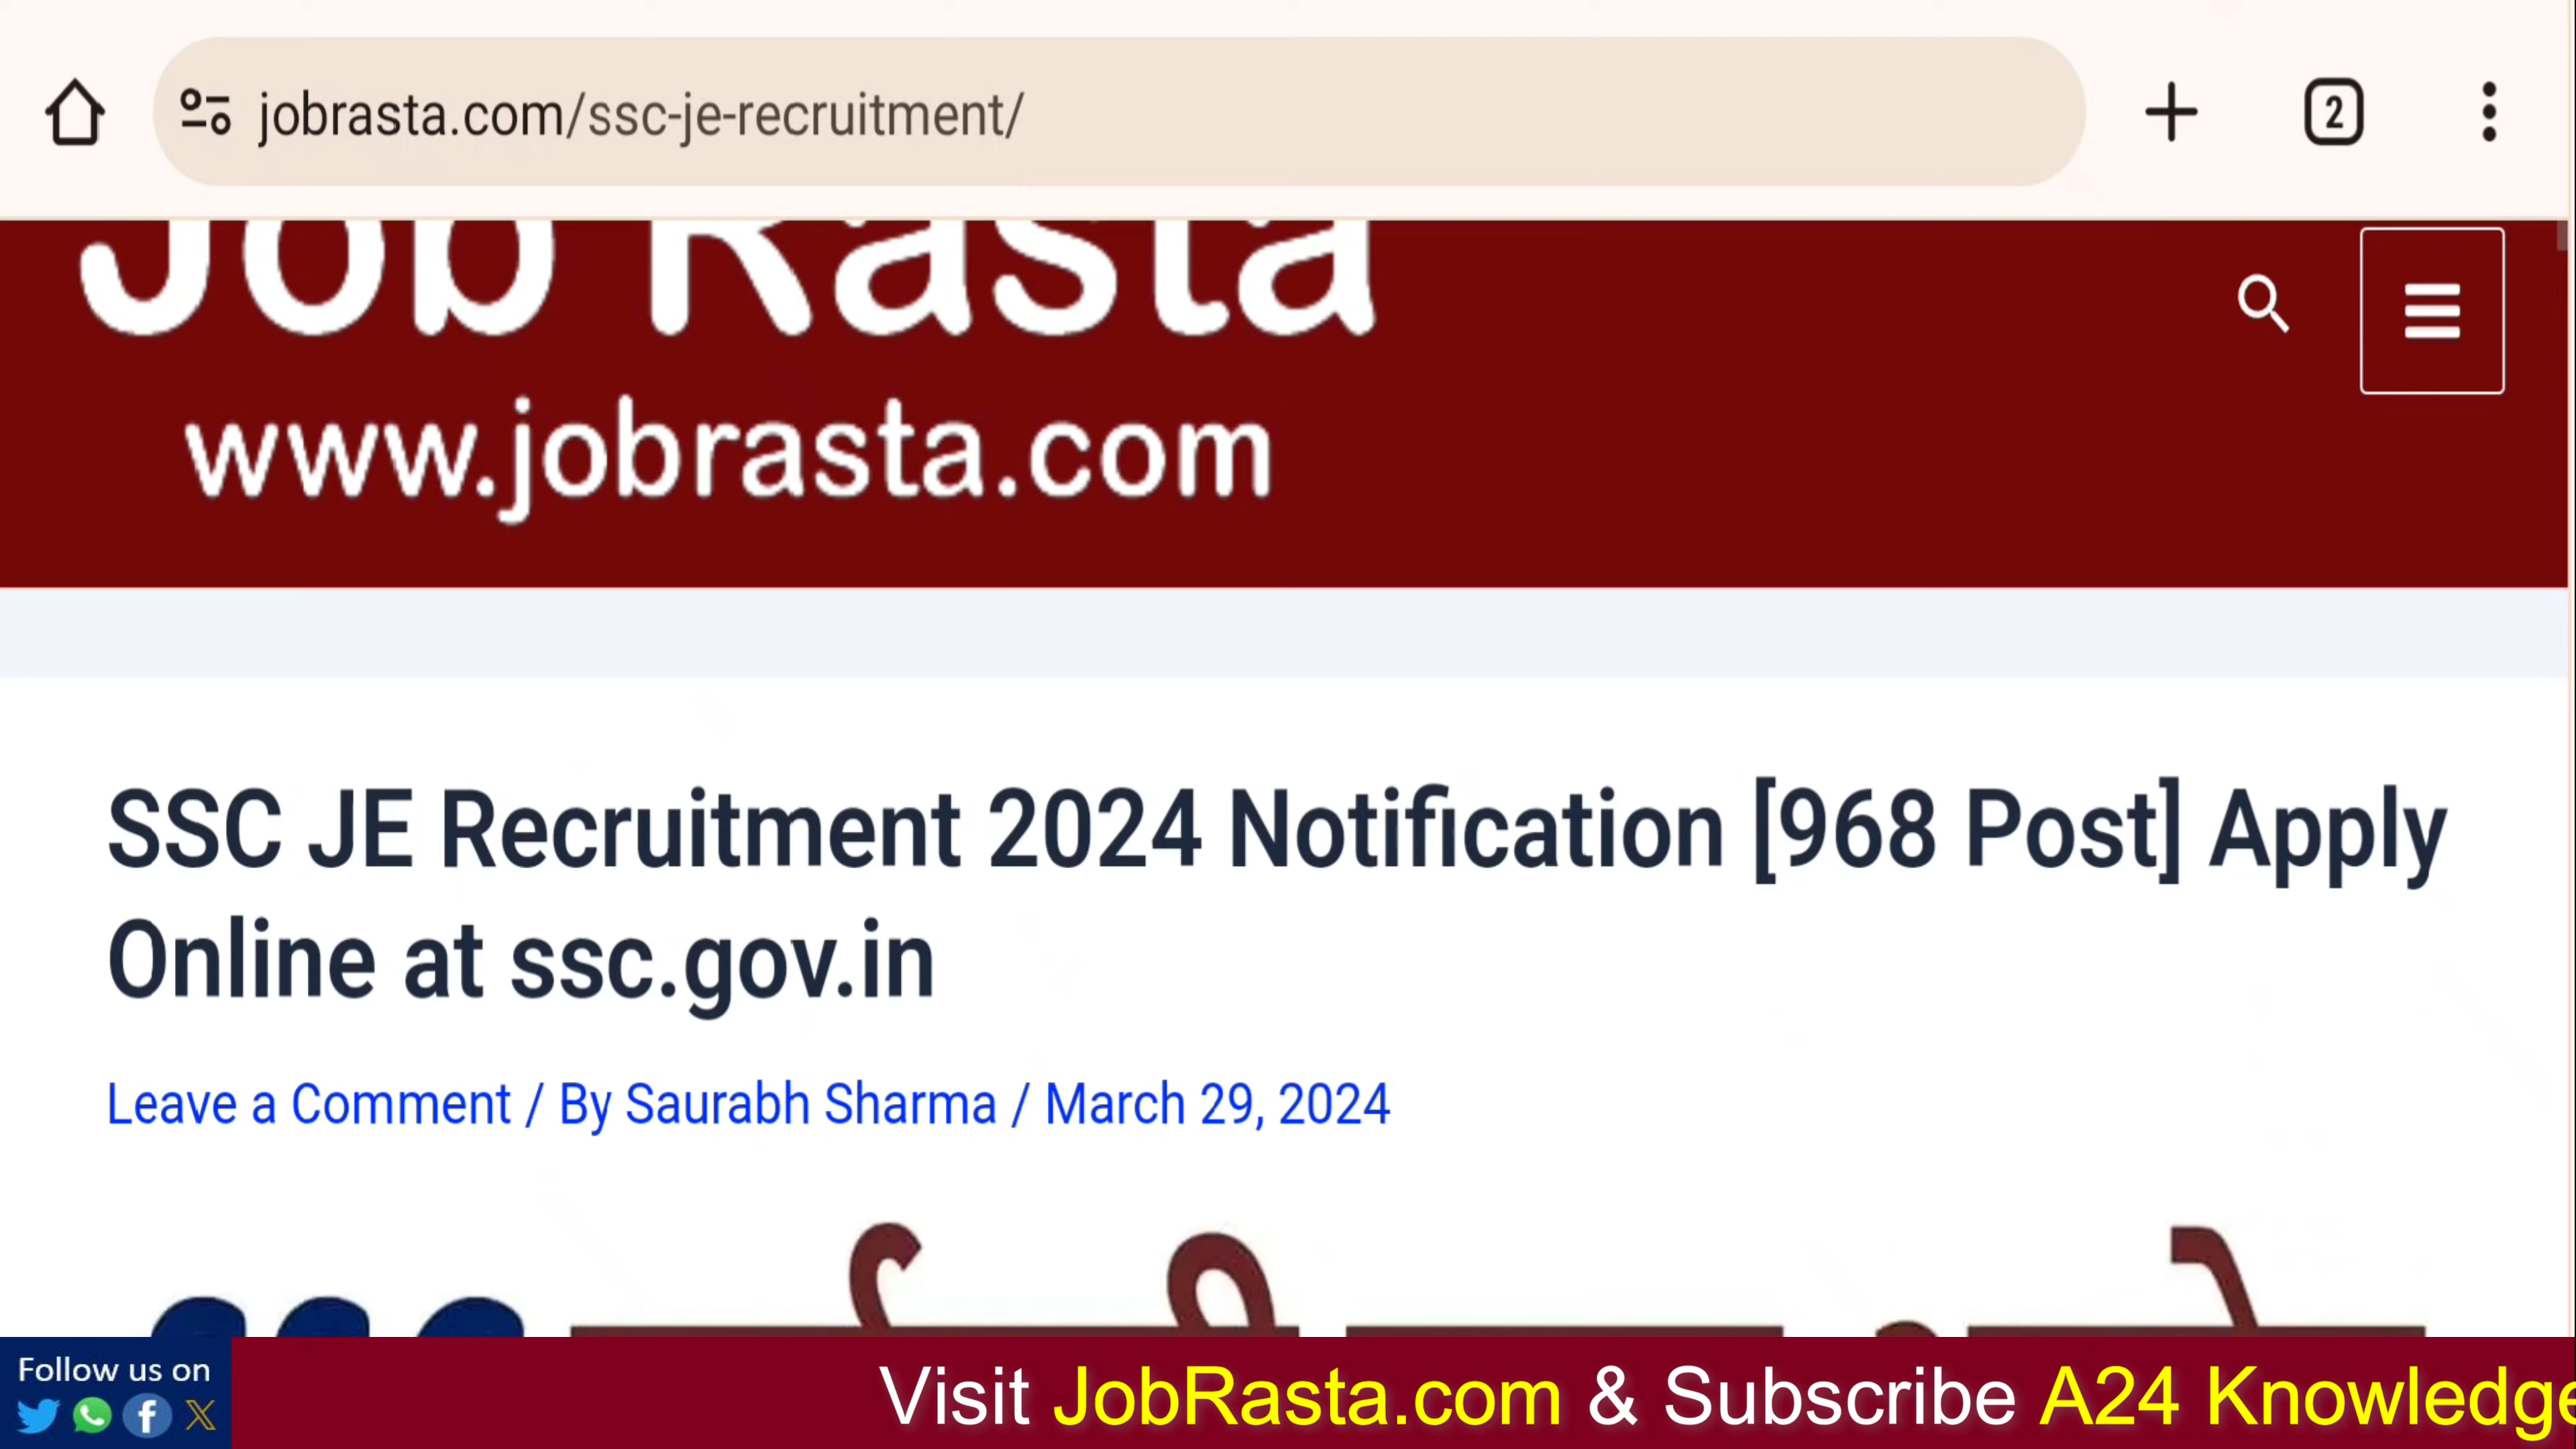 jobrasta.com/ssc-je-recruitment/
2
Job Rasta
www.jobrasta.com
SSC JE Recruitment 2024 Notification [968 Post] Apply
Online at ssc.gov.in
Leave a Comment / By Saurabh Sharma / March 29, 2024
Follow us on
Visit JobRasta.com & Subscribe A24 Knowledge